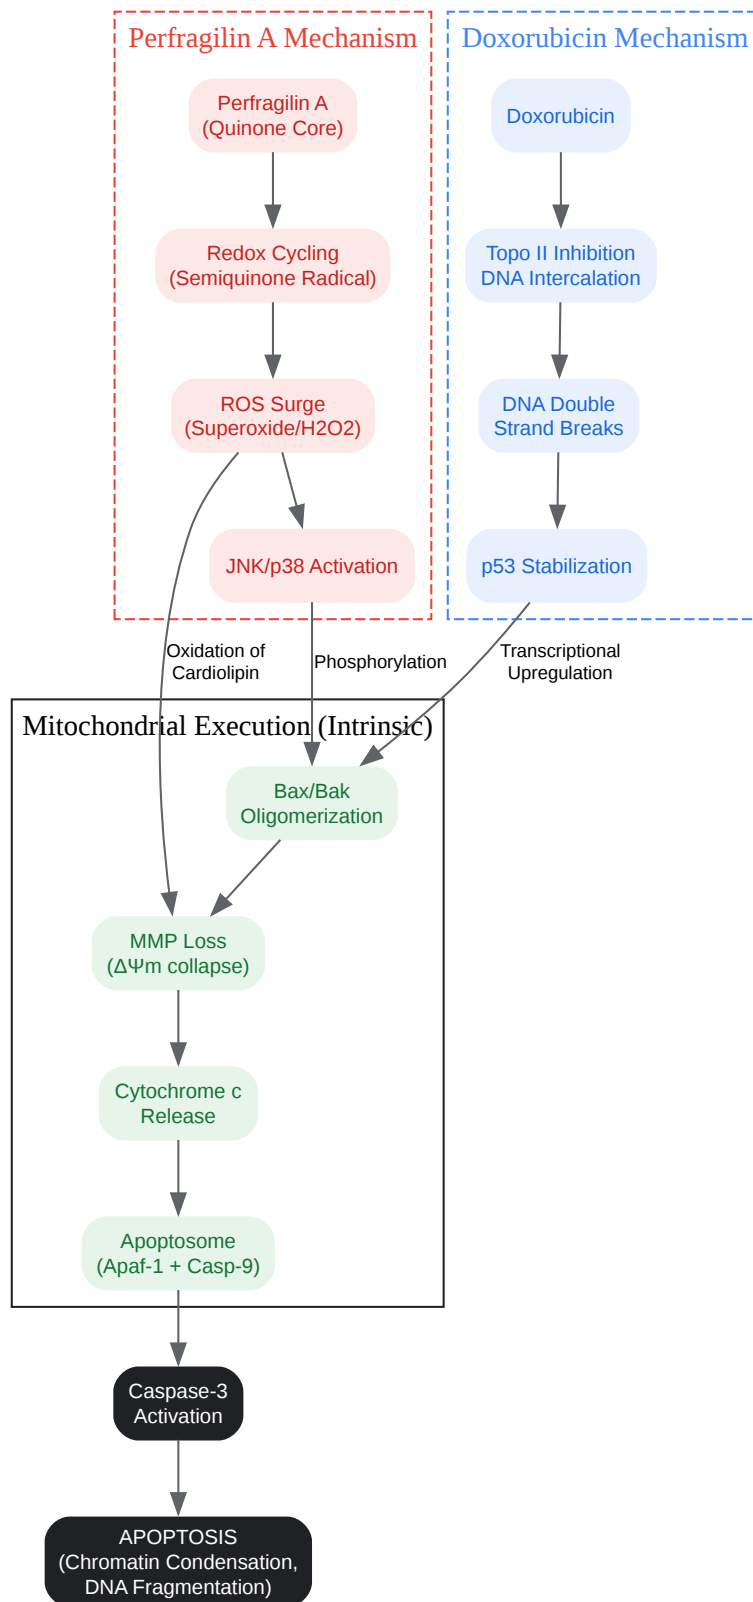 Perfragilin A Mechanism
Doxorubicin Mechanism
Perfragilin A
(Quinone Core)
Doxorubicin
Redox Cycling
(Semiquinone Radical)
Topo II Inhibition
DNA Intercalation
ROS Surge
(Superoxide/H2O2)
DNA Double
Strand Breaks
JNK/p38 Activation
p53 Stabilization
Oxidation of
Cardiolipin
Phosphorylation
Transcriptional
Upregulation
Mitochondrial Execution (Intrinsic)
Bax/Bak
Oligomerization
MMP Loss
(ΔΨm collapse)
Cytochrome c
Release
Apoptosome
(Apaf-1 + Casp-9)
Caspase-3
Activation
APOPTOSIS
(Chromatin Condensation,
DNA Fragmentation)